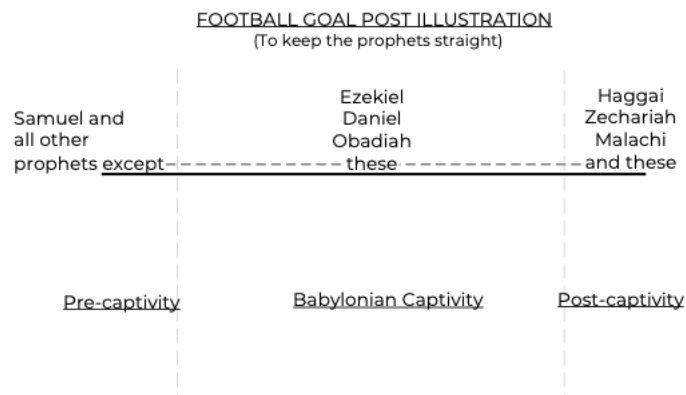 FOOTBALL GOAL POST ILLUSTRATION
(To keep the prophets straight)
Samuel and
all other
prophets except
Ezekiel
Daniel
Obadiah
these
Haggai
Zechariah
Malachi
and these
Pre-captivity
Babylonian Captivity
Post-captivity